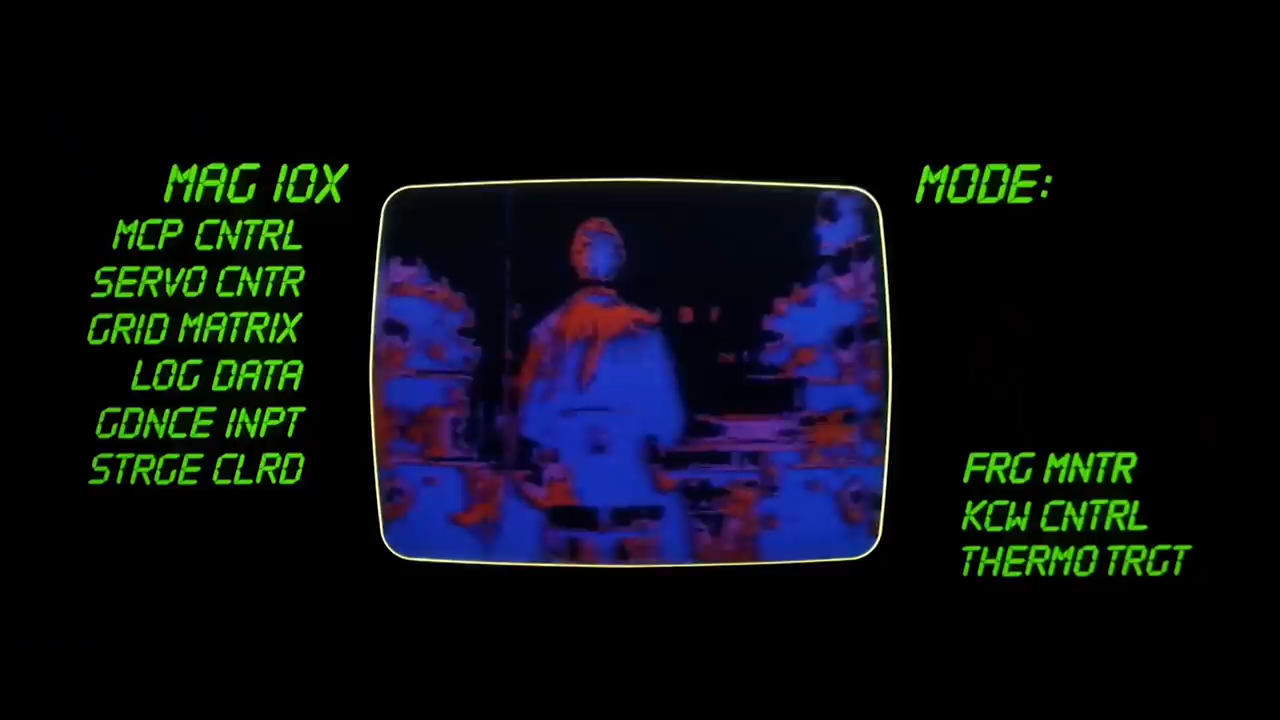 MAG 10X
MCP CNTRL
SERVO CNTR
GRID MATRIX
LOG DATA
GDNCE INPT
STRGE CLRD
MODE:
FRG MNTR
KCW CNTRL
THERMO TRGT